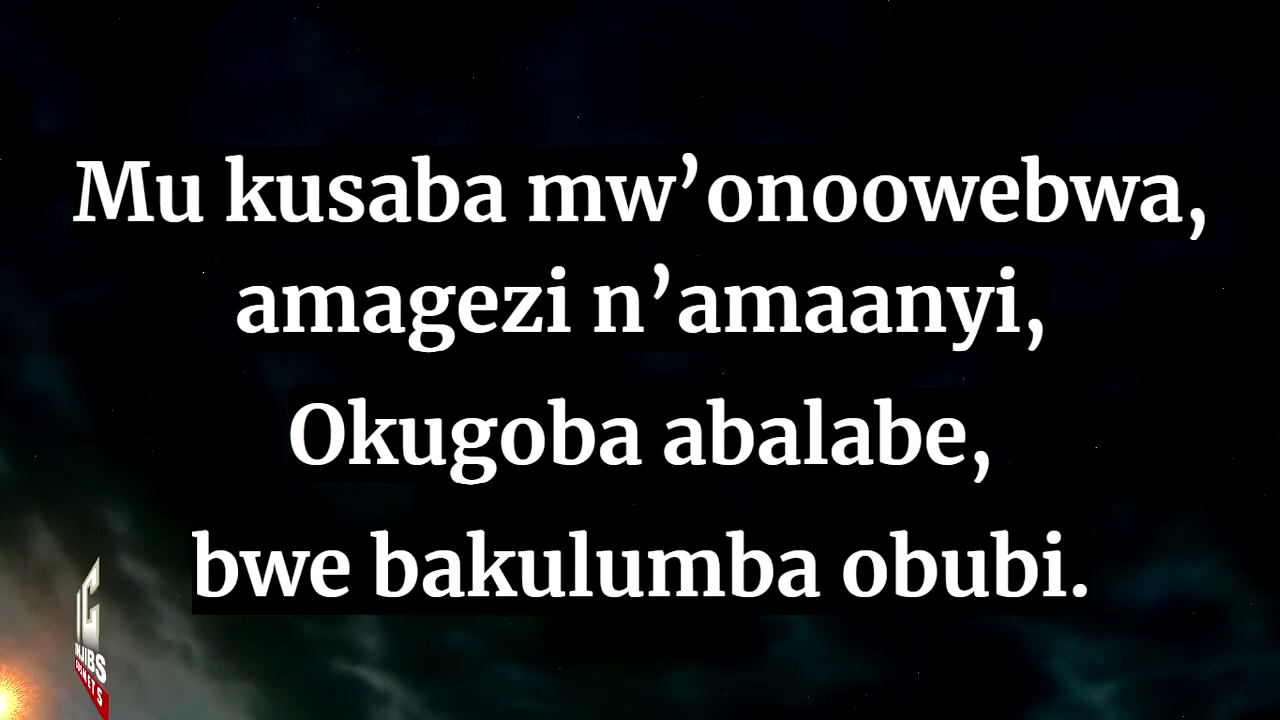 Mu kusaba mw’onoowebwa,
amagezi n’amaanyi,
Okugoba abalabe,
bwe bakulumba obubi.